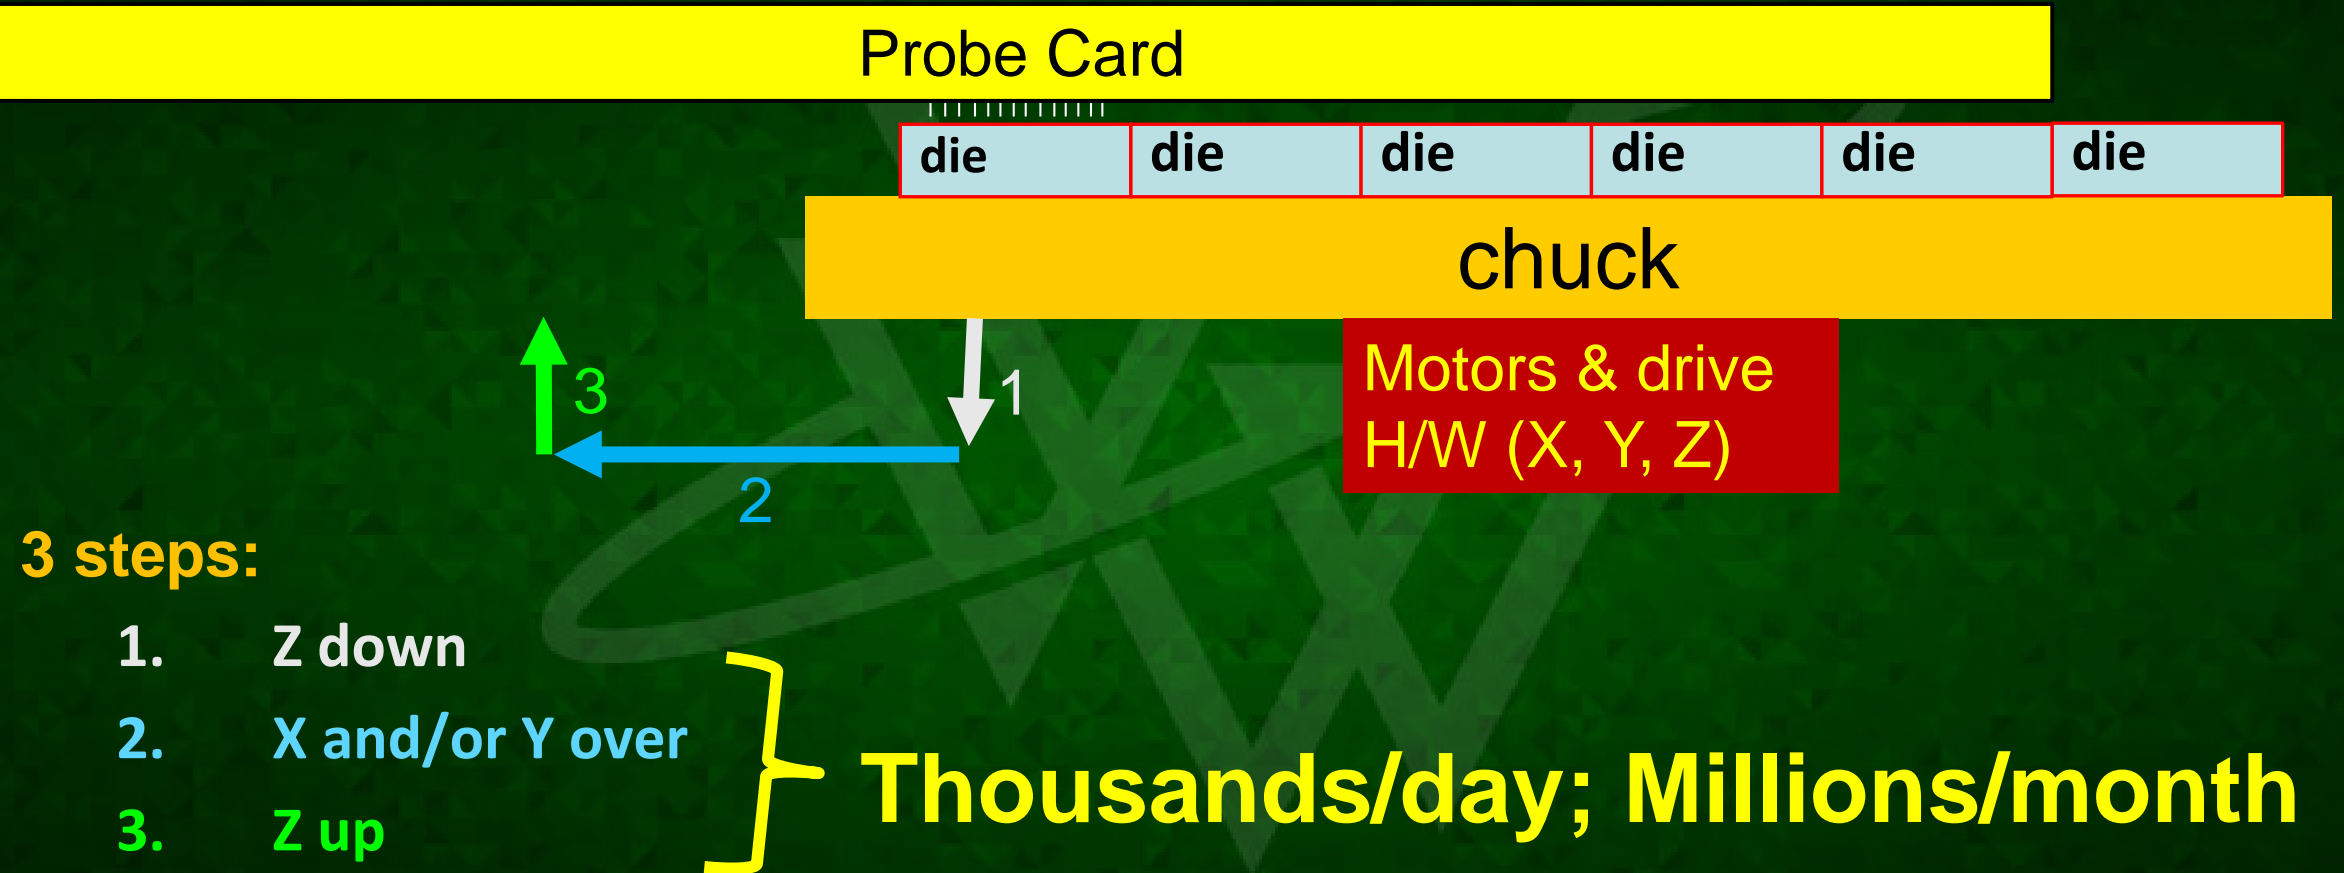 Probe Card
die die die die die die
chuck
Motors & drive
H/W (X, Y, Z)
1
3
2
3 steps:
1. Z down
2. X and/or Y over
3. Z up
Thousands/day; Millions/month